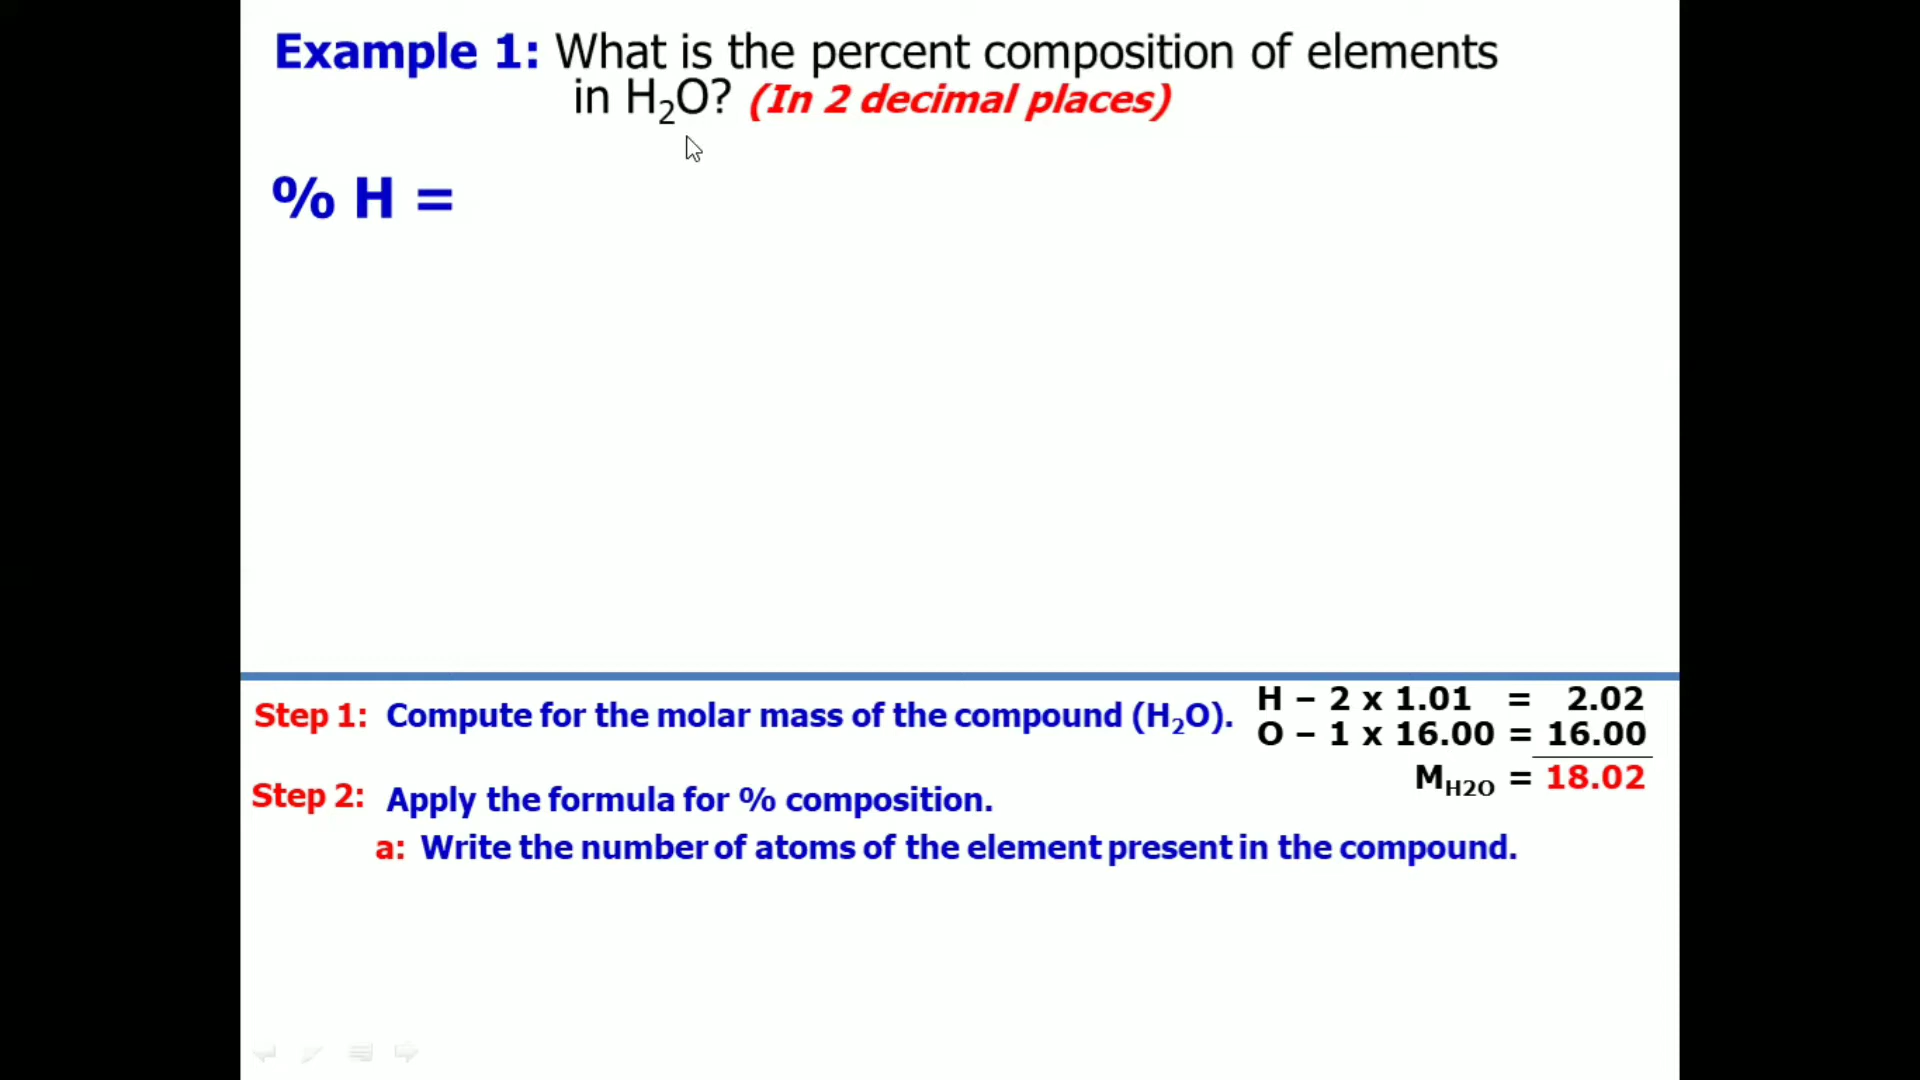 Example 1: What is the percent composition of elements
in H₂O? (In 2 decimal places)
% H =
Step 1: Compute for the molar mass of the compound (H₂O).
H – 2 x 1.01 = 2.02
O – 1 x 16.00 = 16.00
M_H2O = 18.02
Step 2: Apply the formula for % composition.
a: Write the number of atoms of the element present in the compound.